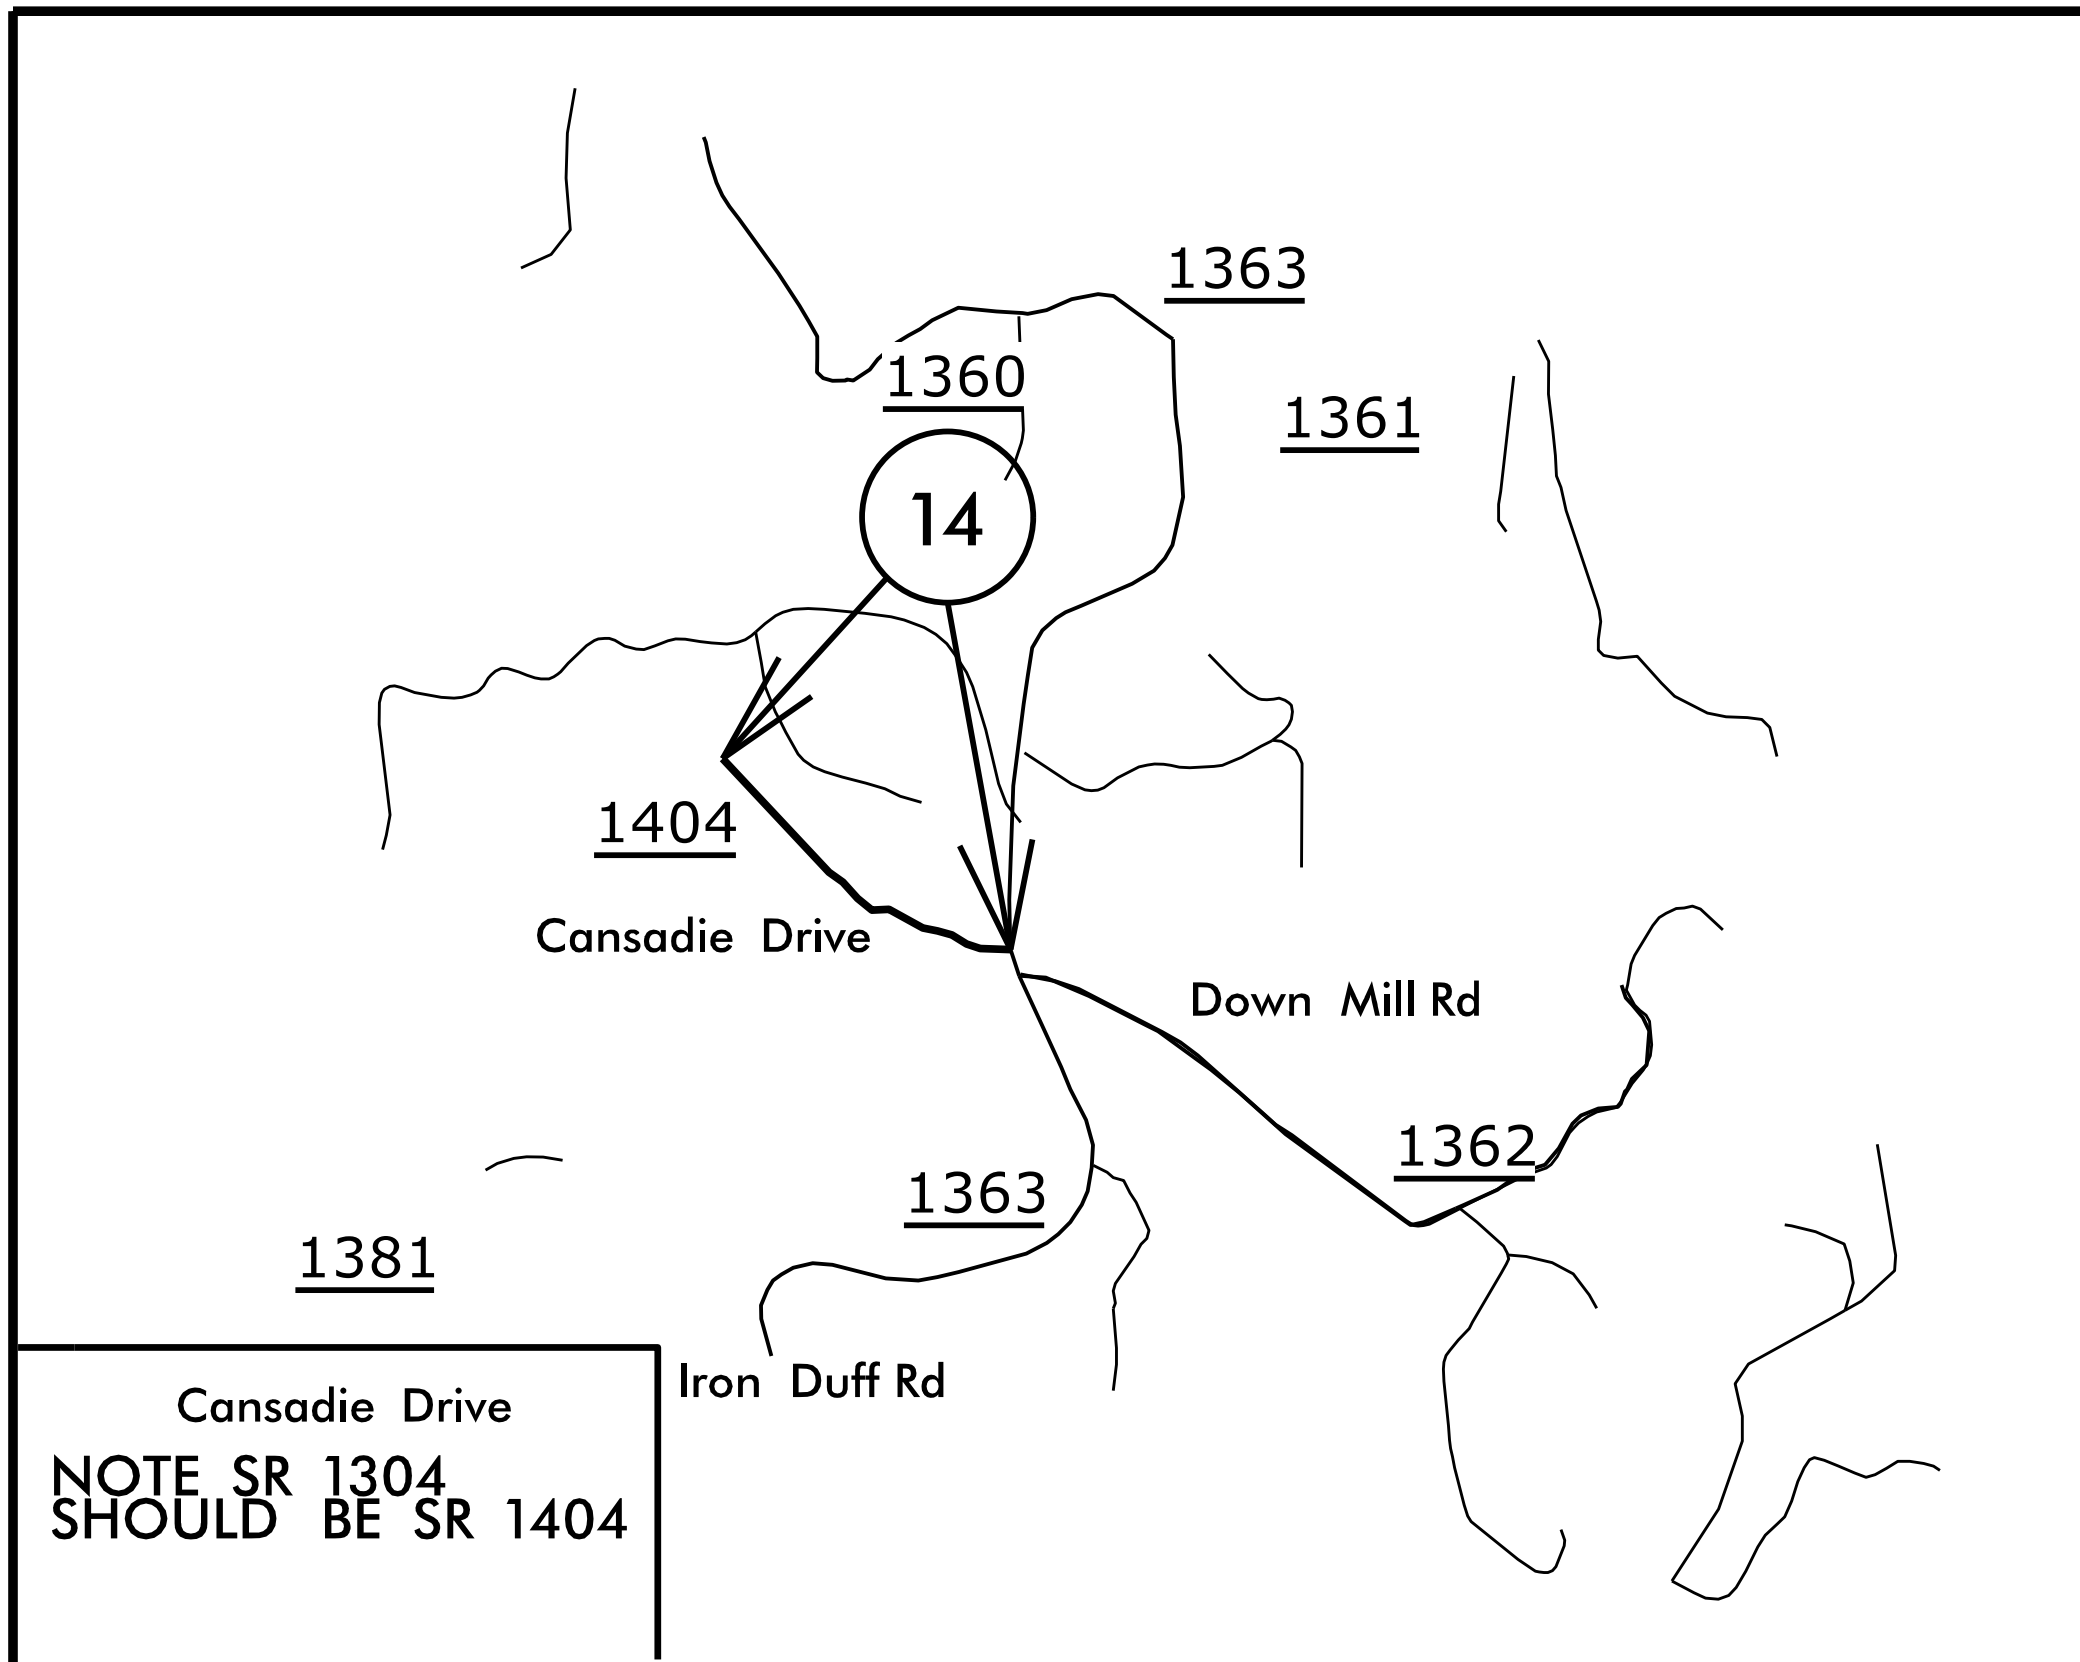 1363
1360
1361
14
1404
Cansadie Drive
Down Mill Rd
1362
1363
1381
Iron Duff Rd
Cansadie Drive
NOTE SR 1304
SHOULD BE SR 1404